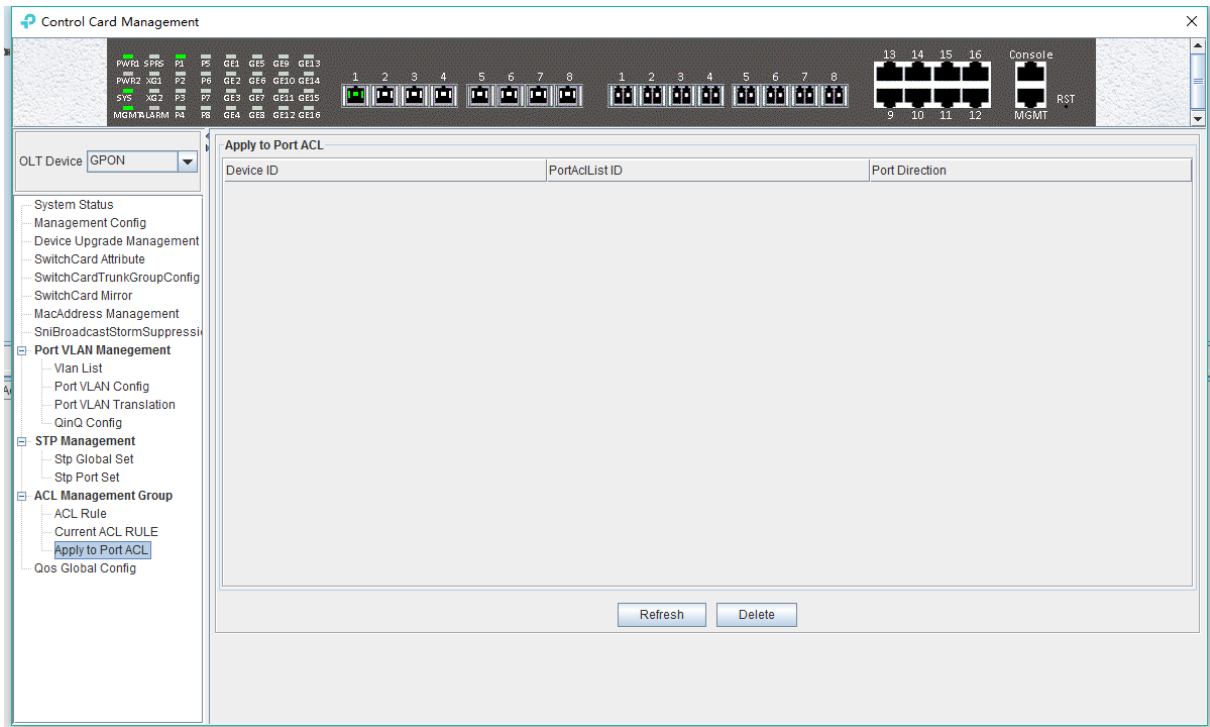 Control Card Management
PWR1 SPRS P1 P5 GE1 GE5 GE9 GE13
PWR2 XG1 P2 P6 GE2 GE6 GE10 GE14
SYS XG2 P3 P7 GE3 GE7 GE11 GE15
MGMT ALARM P4 P8 GE4 GE8 GE12 GE16
1 2 3 4 5 6 7 8
1 2 3 4 5 6 7 8
13 14 15 16
9 10 11 12
Console
MGMT
RST
OLT Device GPON
System Status
Management Config
Device Upgrade Management
SwitchCard Attribute
SwitchCardTrunkGroupConfig
SwitchCard Mirror
MacAddress Management
SniBroadcastStormSuppressi
Port VLAN Manegement
Vlan List
Port VLAN Config
Port VLAN Translation
QinQ Config
STP Management
Stp Global Set
Stp Port Set
ACL Management Group
ACL Rule
Current ACL RULE
Apply to Port ACL
Qos Global Config
Apply to Port ACL
Device ID PortAclList ID Port Direction
Refresh Delete